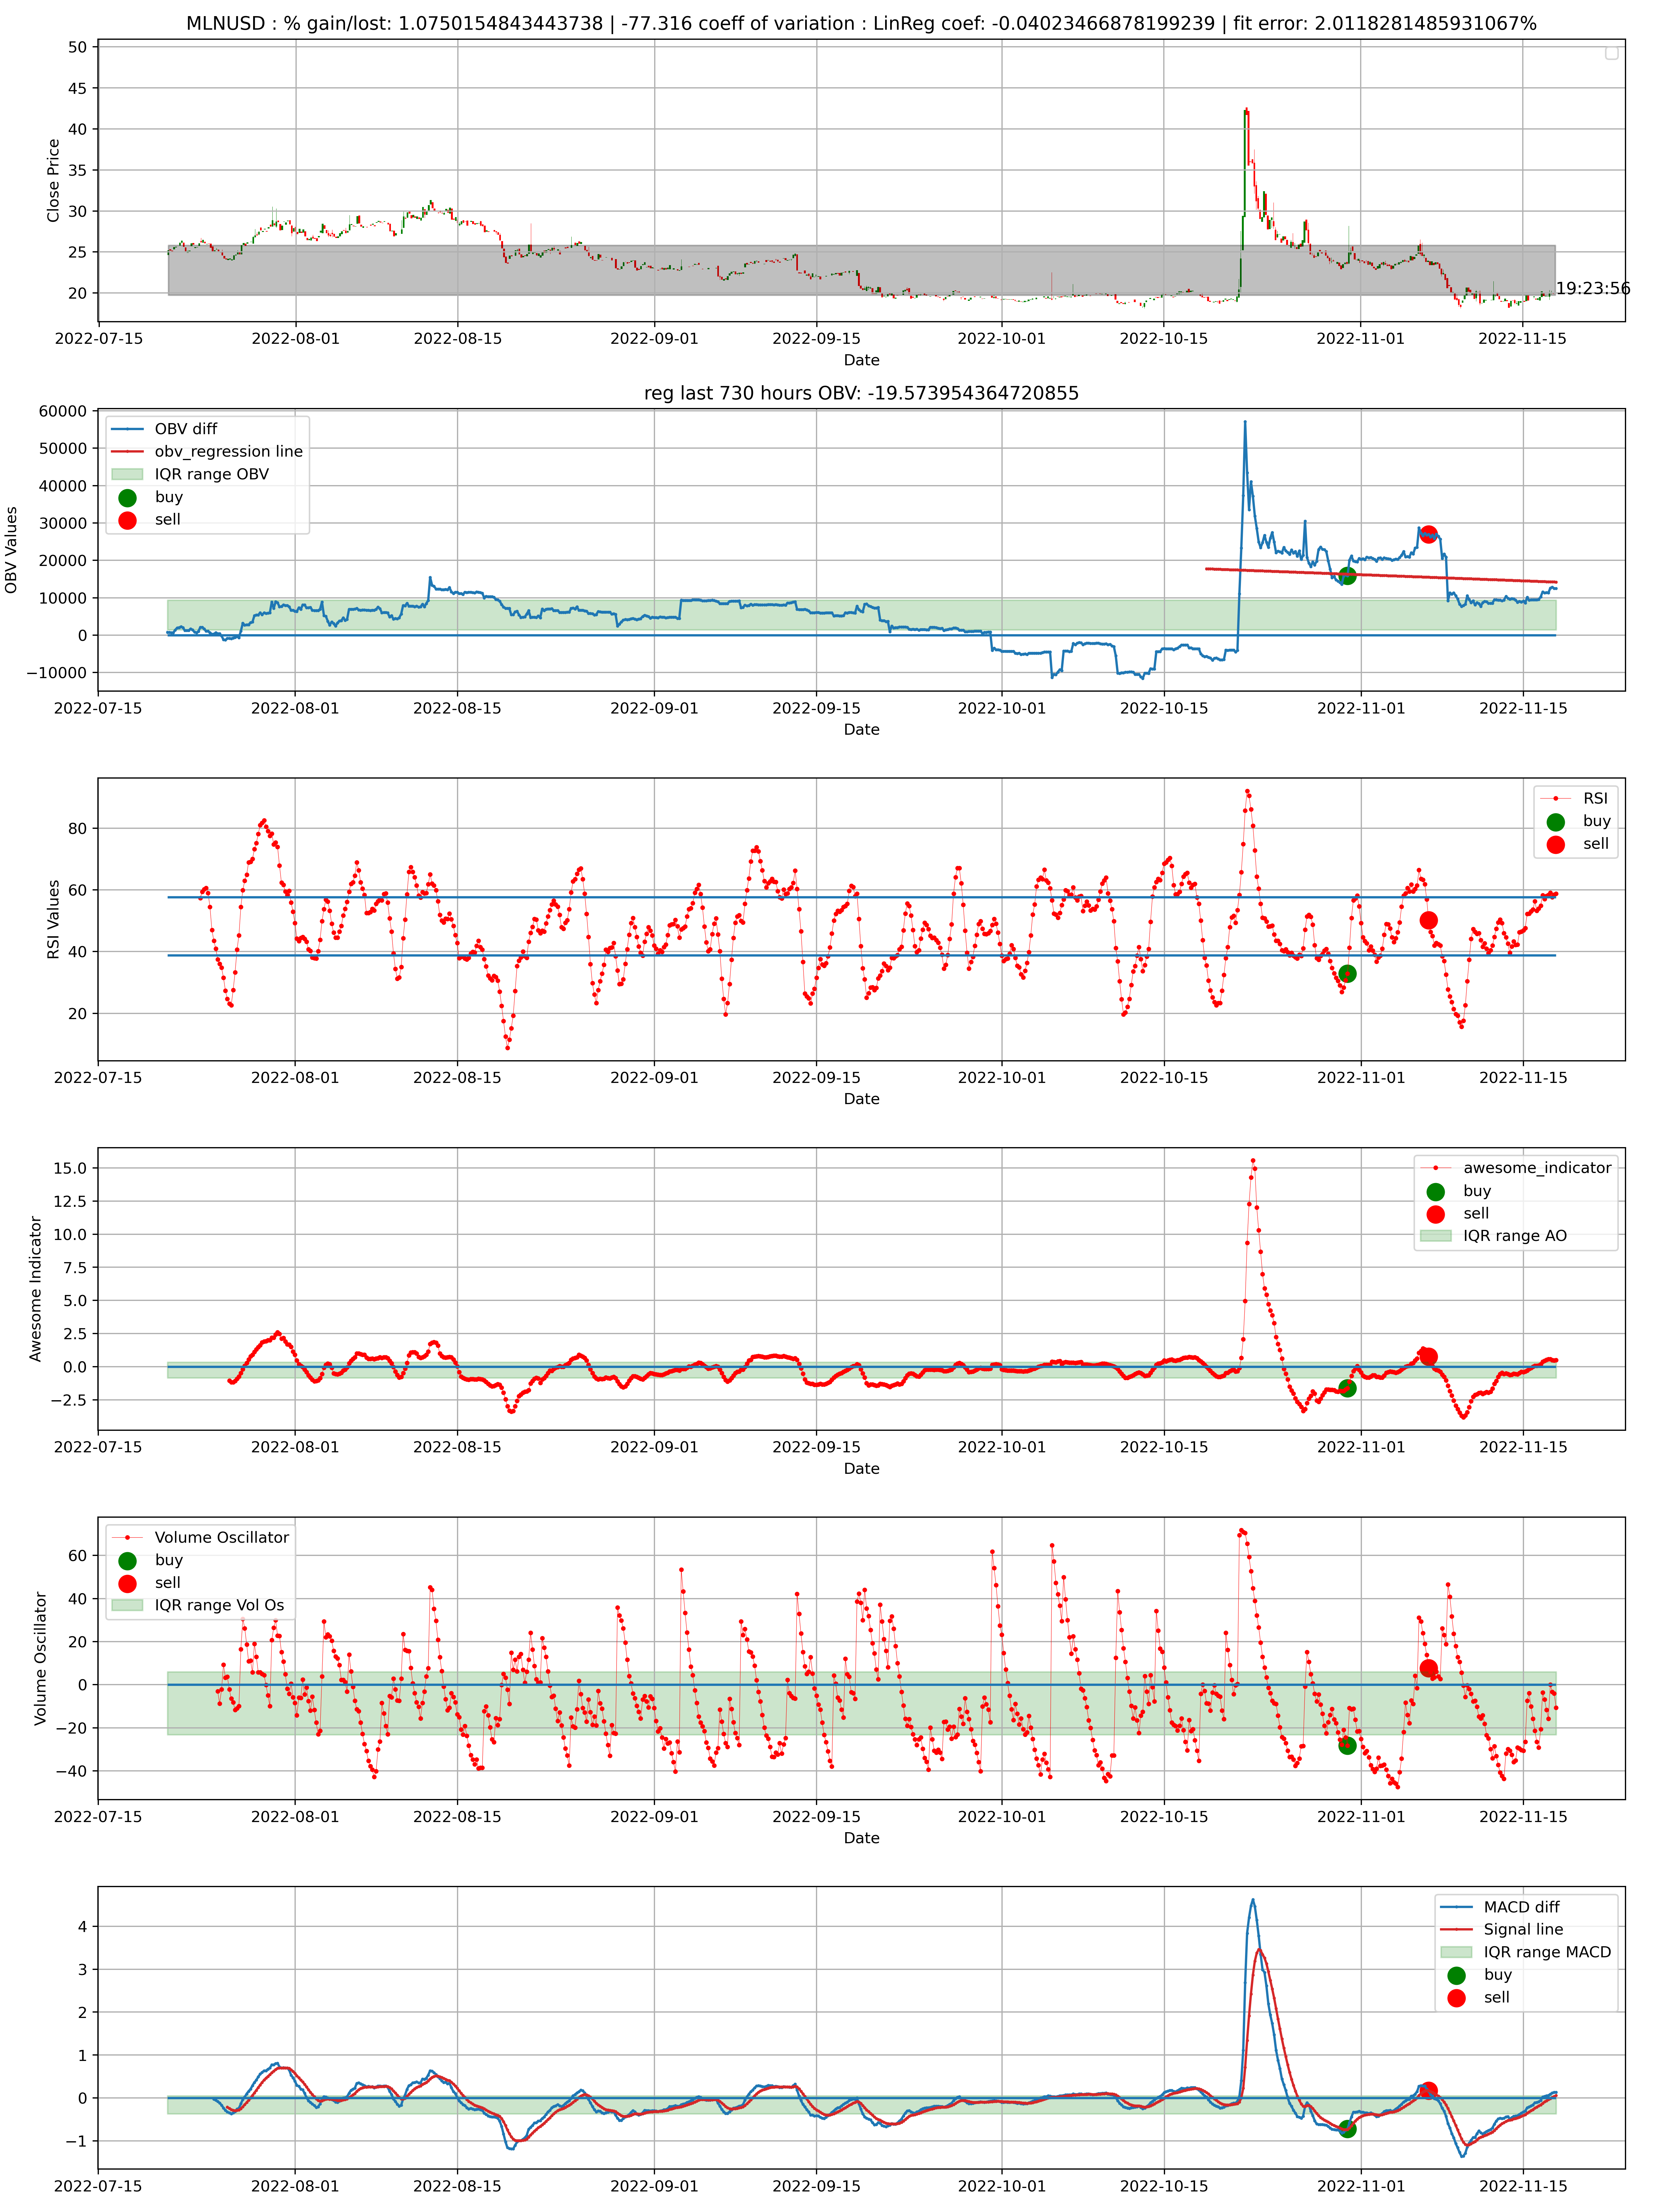 MLNUSD : % gain/lost: 1.0750154843443738 | -77.316 coeff of variation : LinReg coef: -0.04023466878199239 | fit error: 2.0118281485931067%
50
45
40
35
30
25
20
Close Price
19:23:56
2022-07-15 2022-08-01 2022-08-15 2022-09-01 2022-09-15 2022-10-01 2022-10-15 2022-11-01 2022-11-15
Date
reg last 730 hours OBV: -19.573954364720855
60000
50000
40000
30000
20000
10000
0
−10000
OBV Values
OBV diff
obv_regression line
IQR range OBV
buy
sell
2022-07-15 2022-08-01 2022-08-15 2022-09-01 2022-09-15 2022-10-01 2022-10-15 2022-11-01 2022-11-15
Date
80
60
40
20
RSI Values
RSI
buy
sell
2022-07-15 2022-08-01 2022-08-15 2022-09-01 2022-09-15 2022-10-01 2022-10-15 2022-11-01 2022-11-15
Date
15.0
12.5
10.0
7.5
5.0
2.5
0.0
−2.5
Awesome Indicator
awesome_indicator
buy
sell
IQR range AO
2022-07-15 2022-08-01 2022-08-15 2022-09-01 2022-09-15 2022-10-01 2022-10-15 2022-11-01 2022-11-15
Date
60
40
20
0
−20
−40
Volume Oscillator
Volume Oscillator
buy
sell
IQR range Vol Os
2022-07-15 2022-08-01 2022-08-15 2022-09-01 2022-09-15 2022-10-01 2022-10-15 2022-11-01 2022-11-15
Date
4
3
2
1
0
−1
MACD diff
Signal line
IQR range MACD
buy
sell
2022-07-15 2022-08-01 2022-08-15 2022-09-01 2022-09-15 2022-10-01 2022-10-15 2022-11-01 2022-11-15